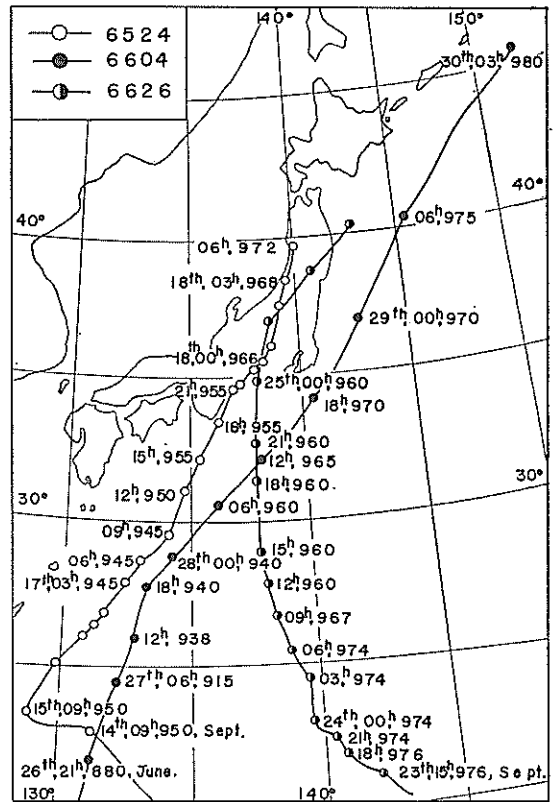 6524
6604
6626
140°
150°
30th,03h,980
40°
40°
06h,975
06h,972
18th,03h,968
29th,00h,970
18,00h,966
th
21h,955
25th,00h,960
18h,970
16h,955
21h,960
15h,955
12h,965
18h,960.
12h,950
30°
30°
06h,960
09h,945
06h,945
28th,00h,940
15h,960
17th,03h,945
18h,940
12h,960
09h,967
12h,938
06h,974
27th,06h,915
03h,974
15th,09h,950
14th,09h,950, Sept.
24th,00h,974
21h,974
18h,976
26th,21h,880,June.
23th15h,976, Sept.
130°
140°